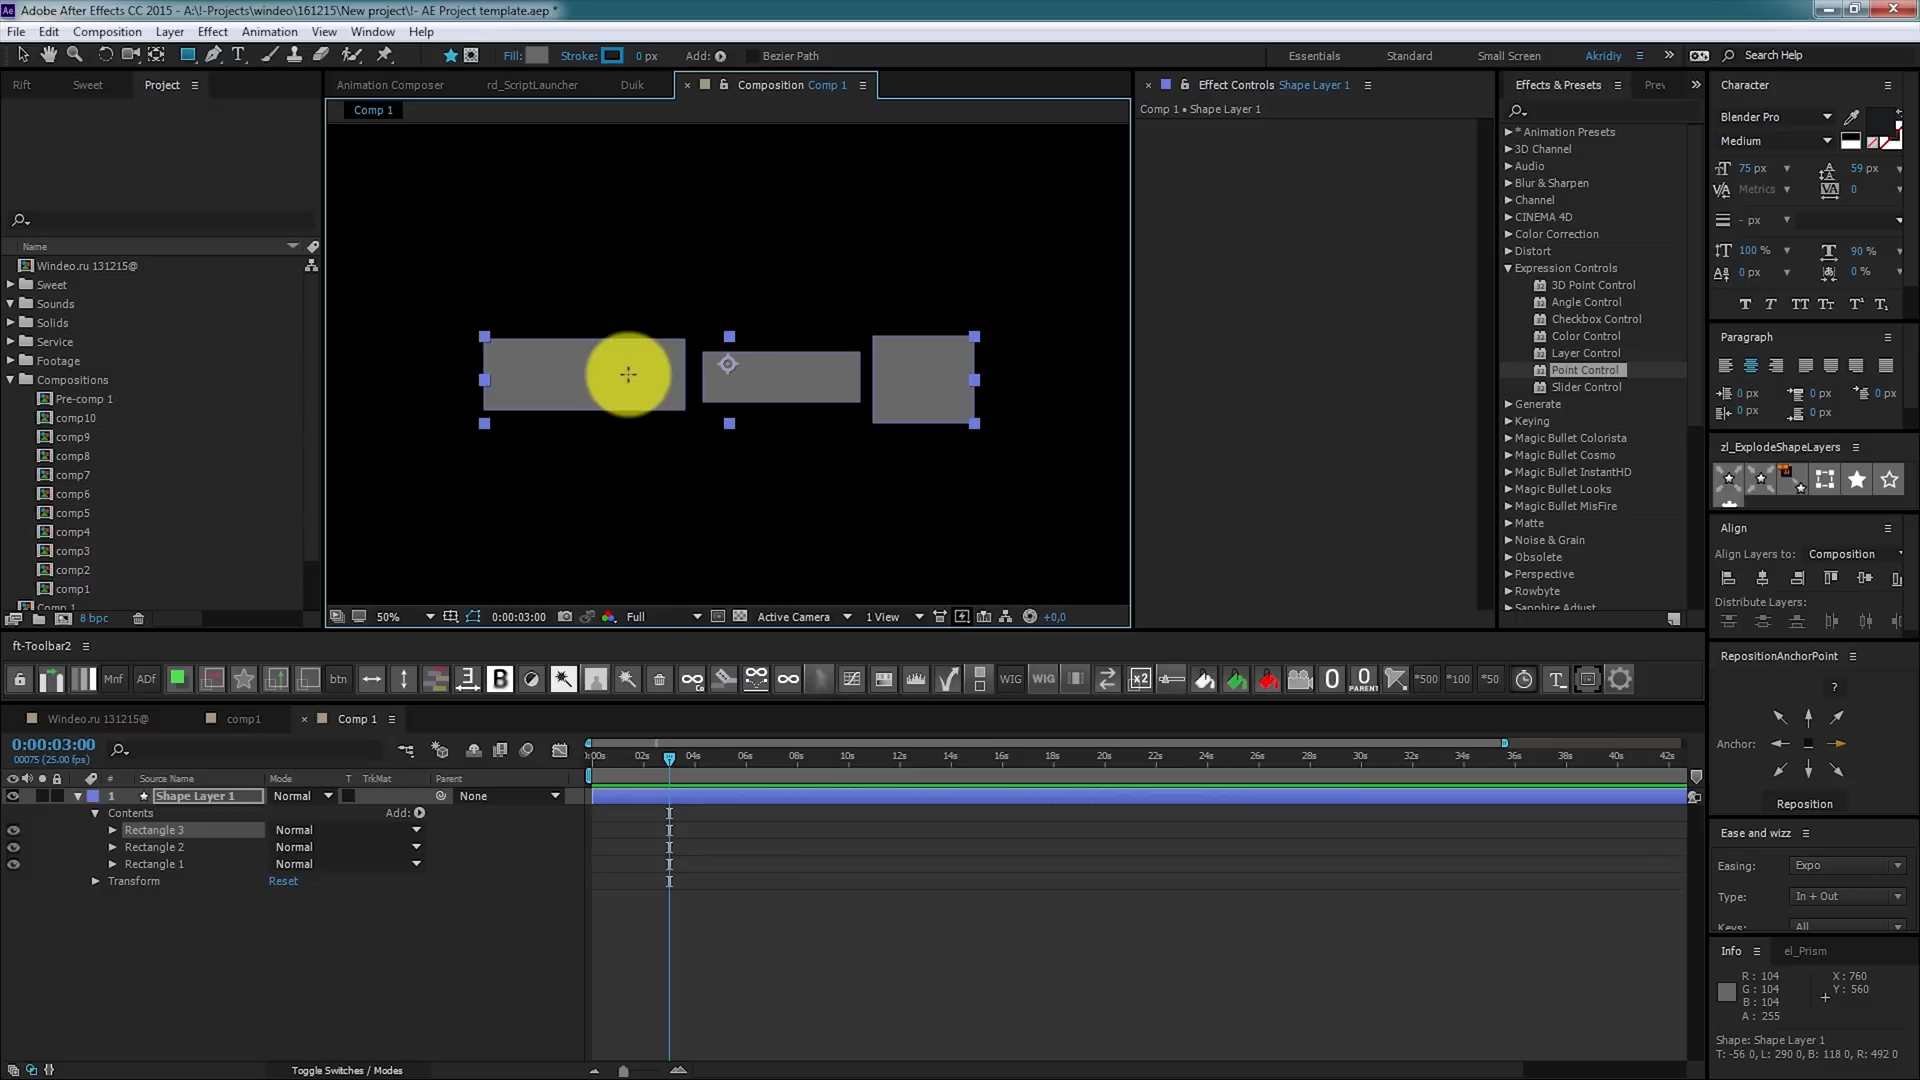 Adobe After Effects CC 2015 - A:\!-Projects\windeo\161215\New project\!- AE Project template.aep *
File Edit Composition Layer Effect Animation View Window Help
Fill: Stroke: 0 px Add: Bezier Path Essentials Standard Small Screen Akridiy Search Help
Rift Sweet Project
Animation Composer rd_ScriptLauncher Duik Composition Comp 1
Effect Controls Shape Layer 1
Effects & Presets Prev
Character
Comp 1
Comp 1 • Shape Layer 1
Name
Windeo.ru 131215@
Sweet
Sounds
Solids
Service
Footage
Compositions
Pre-comp 1
comp10
comp9
comp8
comp7
comp6
comp5
comp4
comp3
comp2
comp1
Comp 1
8 bpc
50% 0:00:03:00 Full Active Camera 1 View +0,0
* Animation Presets
3D Channel
Audio
Blur & Sharpen
Channel
CINEMA 4D
Color Correction
Distort
Expression Controls
3D Point Control
Angle Control
Checkbox Control
Color Control
Layer Control
Point Control
Slider Control
Generate
Keying
Magic Bullet Colorista
Magic Bullet Cosmo
Magic Bullet InstantHD
Magic Bullet Looks
Magic Bullet MisFire
Matte
Noise & Grain
Obsolete
Perspective
Rowbyte
Sapphire Adjust
Blender Pro
Medium
75 px 59 px
Metrics 0
- px
100 % 90 %
0 px 0 %
Paragraph
0 px 0 px 0 px
0 px 0 px
zl_ExplodeShapeLayers
Align
Align Layers to: Composition
Distribute Layers:
ft-Toolbar2
Mnf ADf btn B WIG WIG x2 0 0 PARENT *500 *100 *50
RepositionAnchorPoint
?
Anchor:
Reposition
Windeo.ru 131215@ comp1 Comp 1
0:00:03:00
00075 (25.00 fps)
:00s 02s 04s 06s 08s 10s 12s 14s 16s 18s 20s 22s 24s 26s 28s 30s 32s 34s 36s 38s 40s 42s
# Source Name Mode T TrkMat Parent
1 Shape Layer 1 Normal None
Contents Add:
Rectangle 3 Normal
Rectangle 2 Normal
Rectangle 1 Normal
Transform Reset
Toggle Switches / Modes
Ease and wizz
Easing: Expo
Type: In + Out
Keys: All
Info el_Prism
R: 104 X: 760
G: 104 Y: 560
B: 104
A: 255
Shape: Shape Layer 1
T: -56 0, L: 290 0, B: 118 0, R: 492 0